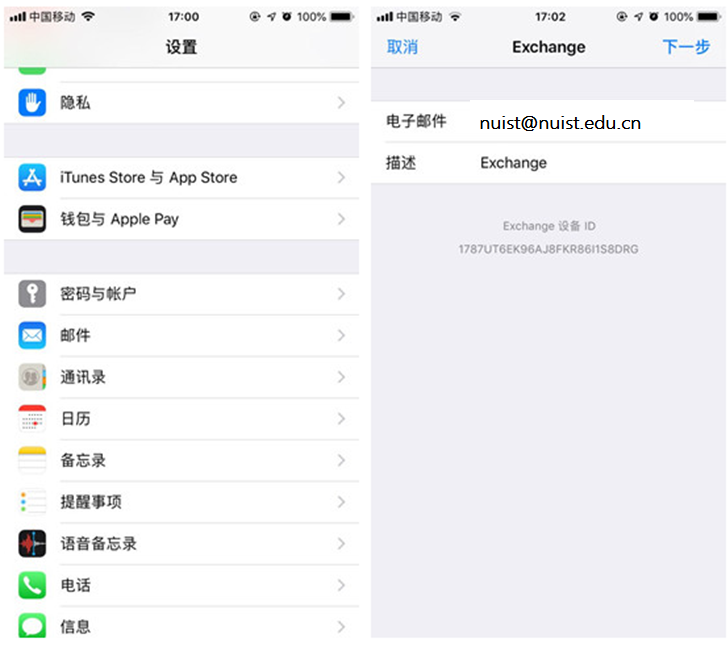 中国移动 17:00 100%
设置
隐私
iTunes Store 与 App Store
钱包与 Apple Pay
密码与帐户
邮件
通讯录
日历
备忘录
提醒事项
语音备忘录
电话
信息
中国移动 17:02 100%
取消 Exchange 下一步
电子邮件 nuist@nuist.edu.cn
描述 Exchange
Exchange 设备 ID
1787UT6EK96AJ8FKR86I1S8DRG